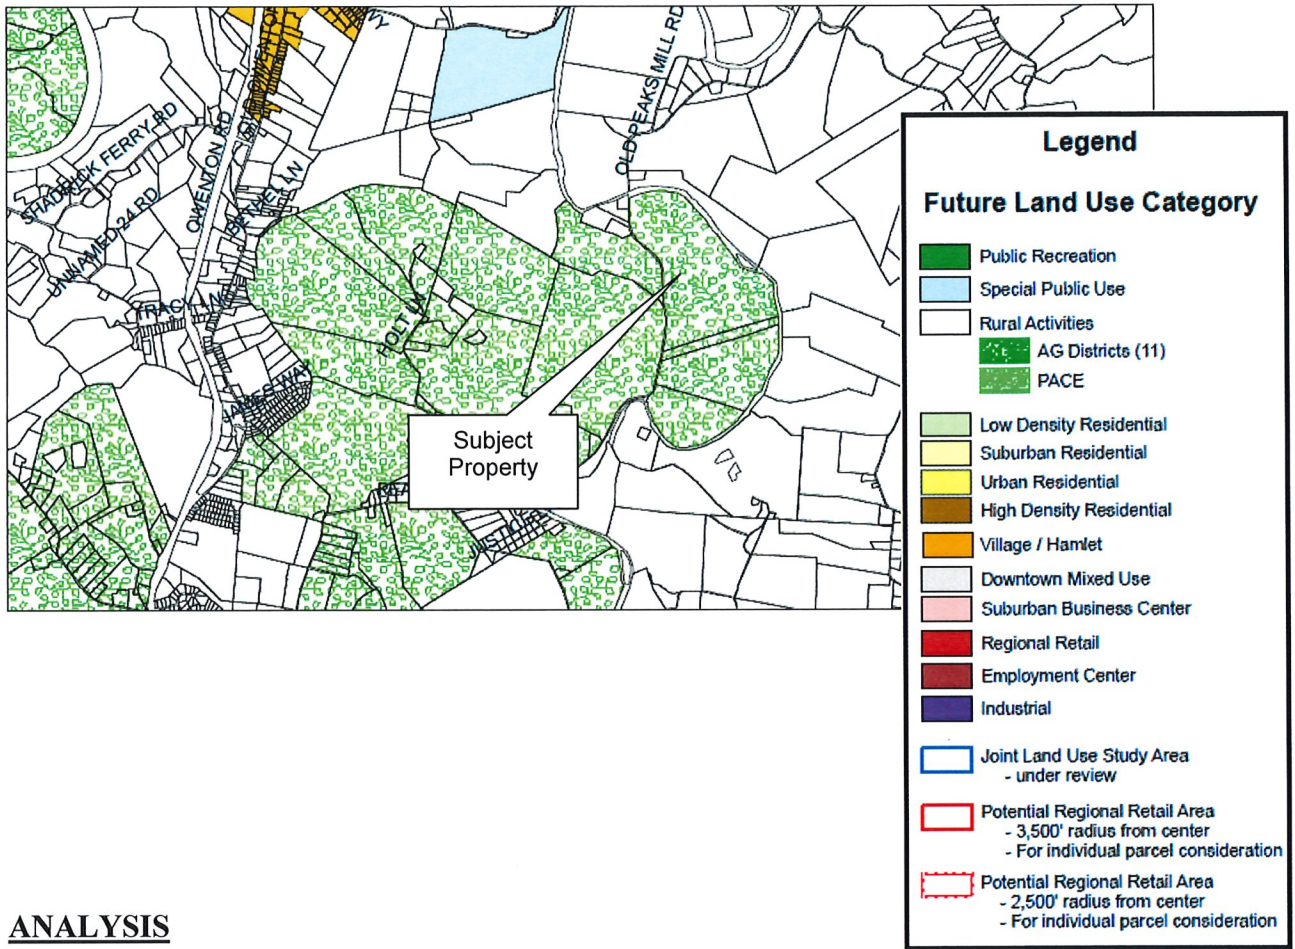 OLD PEAKS MILL RD
SHADRICK FERRY RD
OWENTON RD
BETHEL LN
UNNAMED 24 RD
TRACY LN
HOLT LN
JAMES WAY
Subject
Property
JUSTICE
Legend
Future Land Use Category
Public Recreation
Special Public Use
Rural Activities
AG Districts (11)
PACE
Low Density Residential
Suburban Residential
Urban Residential
High Density Residential
Village / Hamlet
Downtown Mixed Use
Suburban Business Center
Regional Retail
Employment Center
Industrial
Joint Land Use Study Area
- under review
Potential Regional Retail Area
- 3,500' radius from center
- For individual parcel consideration
Potential Regional Retail Area
- 2,500' radius from center
- For individual parcel consideration
ANALYSIS